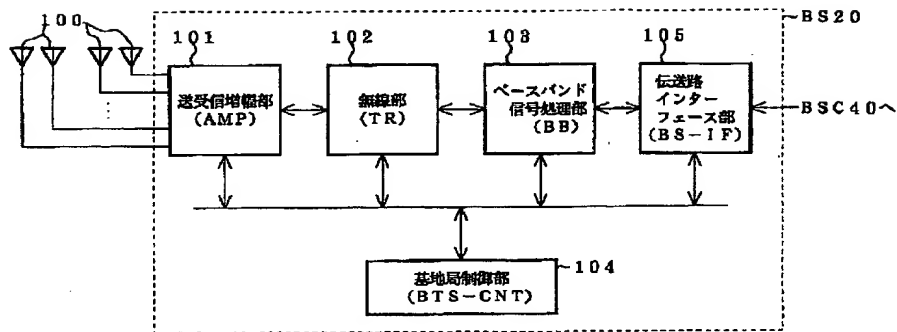 100
101
102
103
105
BS20
送受信増幅部
(AMP)
無線部
(TR)
ベースバンド
信号処理部
(BB)
伝送路
インター
フェース部
(BS-IF)
BSC40へ
基地局制御部
(BTS-CNT)
104